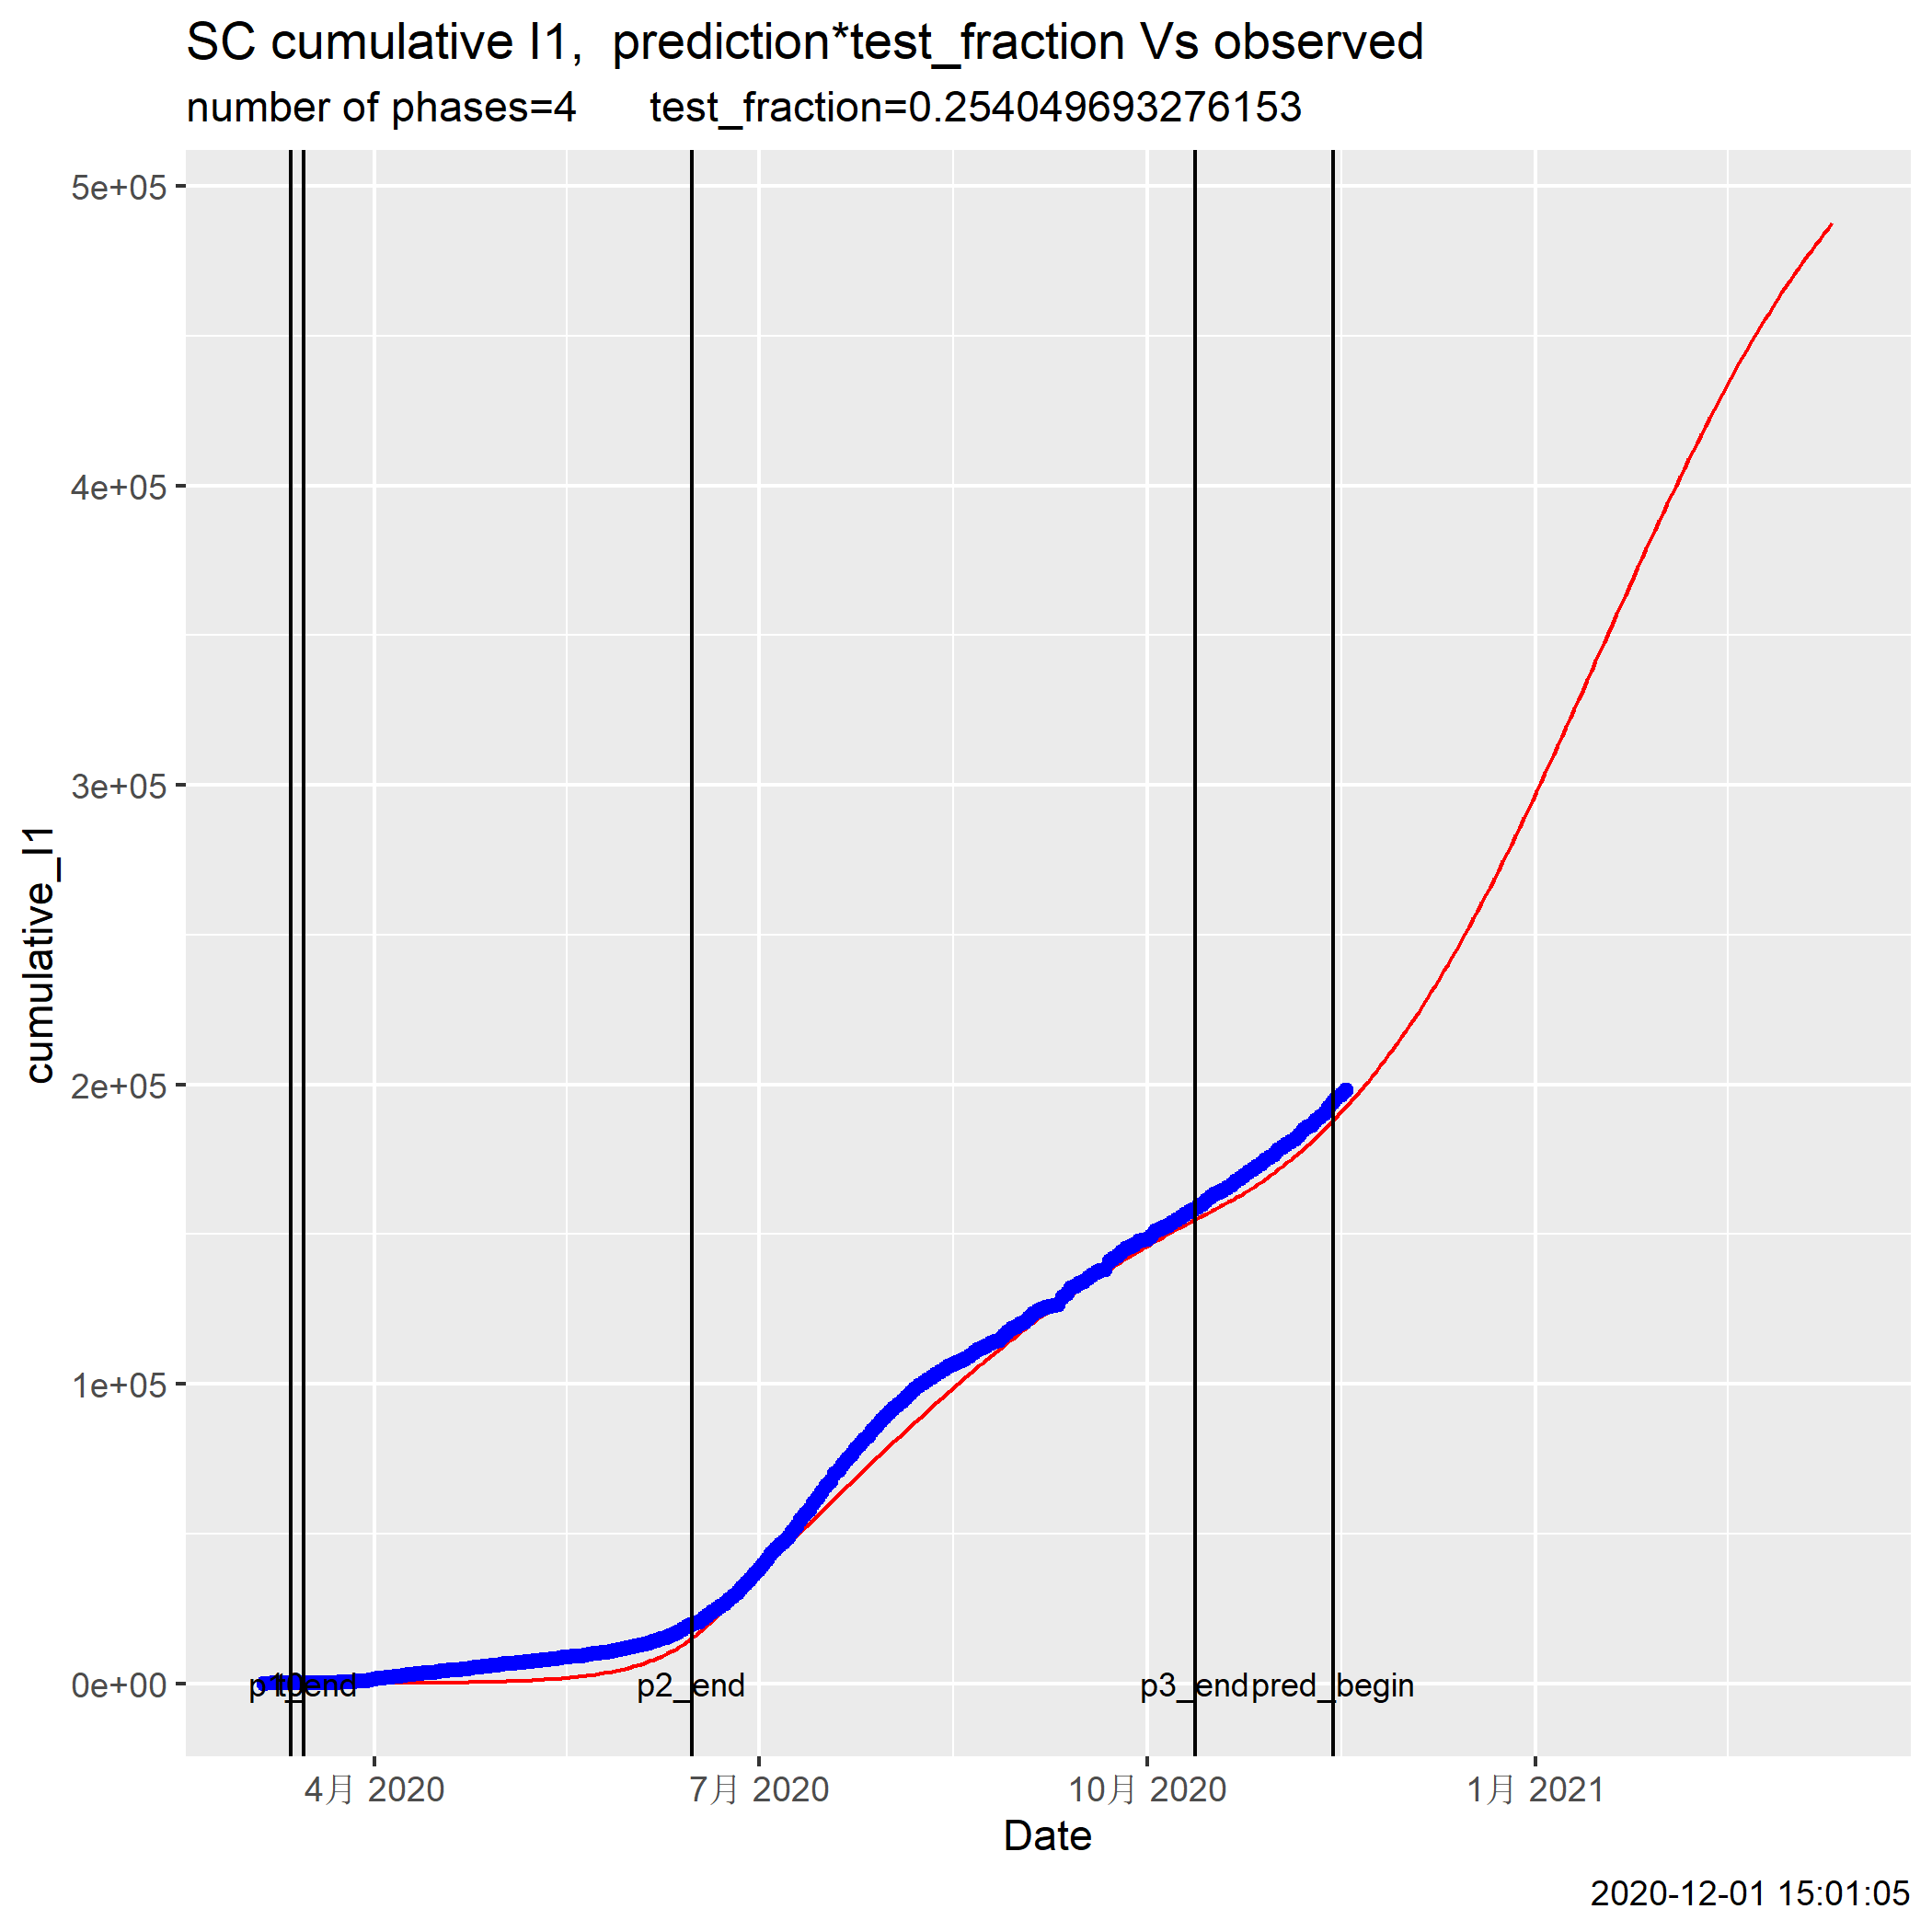 SC cumulative I1,  prediction*test_fraction Vs observed
number of phases=4      test_fraction=0.254049693276153
5e+05
4e+05
3e+05
2e+05
1e+05
0e+00
cumulative_I1
p2_end
p3_end
pred_begin
4月 2020
7月 2020
10月 2020
1月 2021
Date
2020-12-01 15:01:05